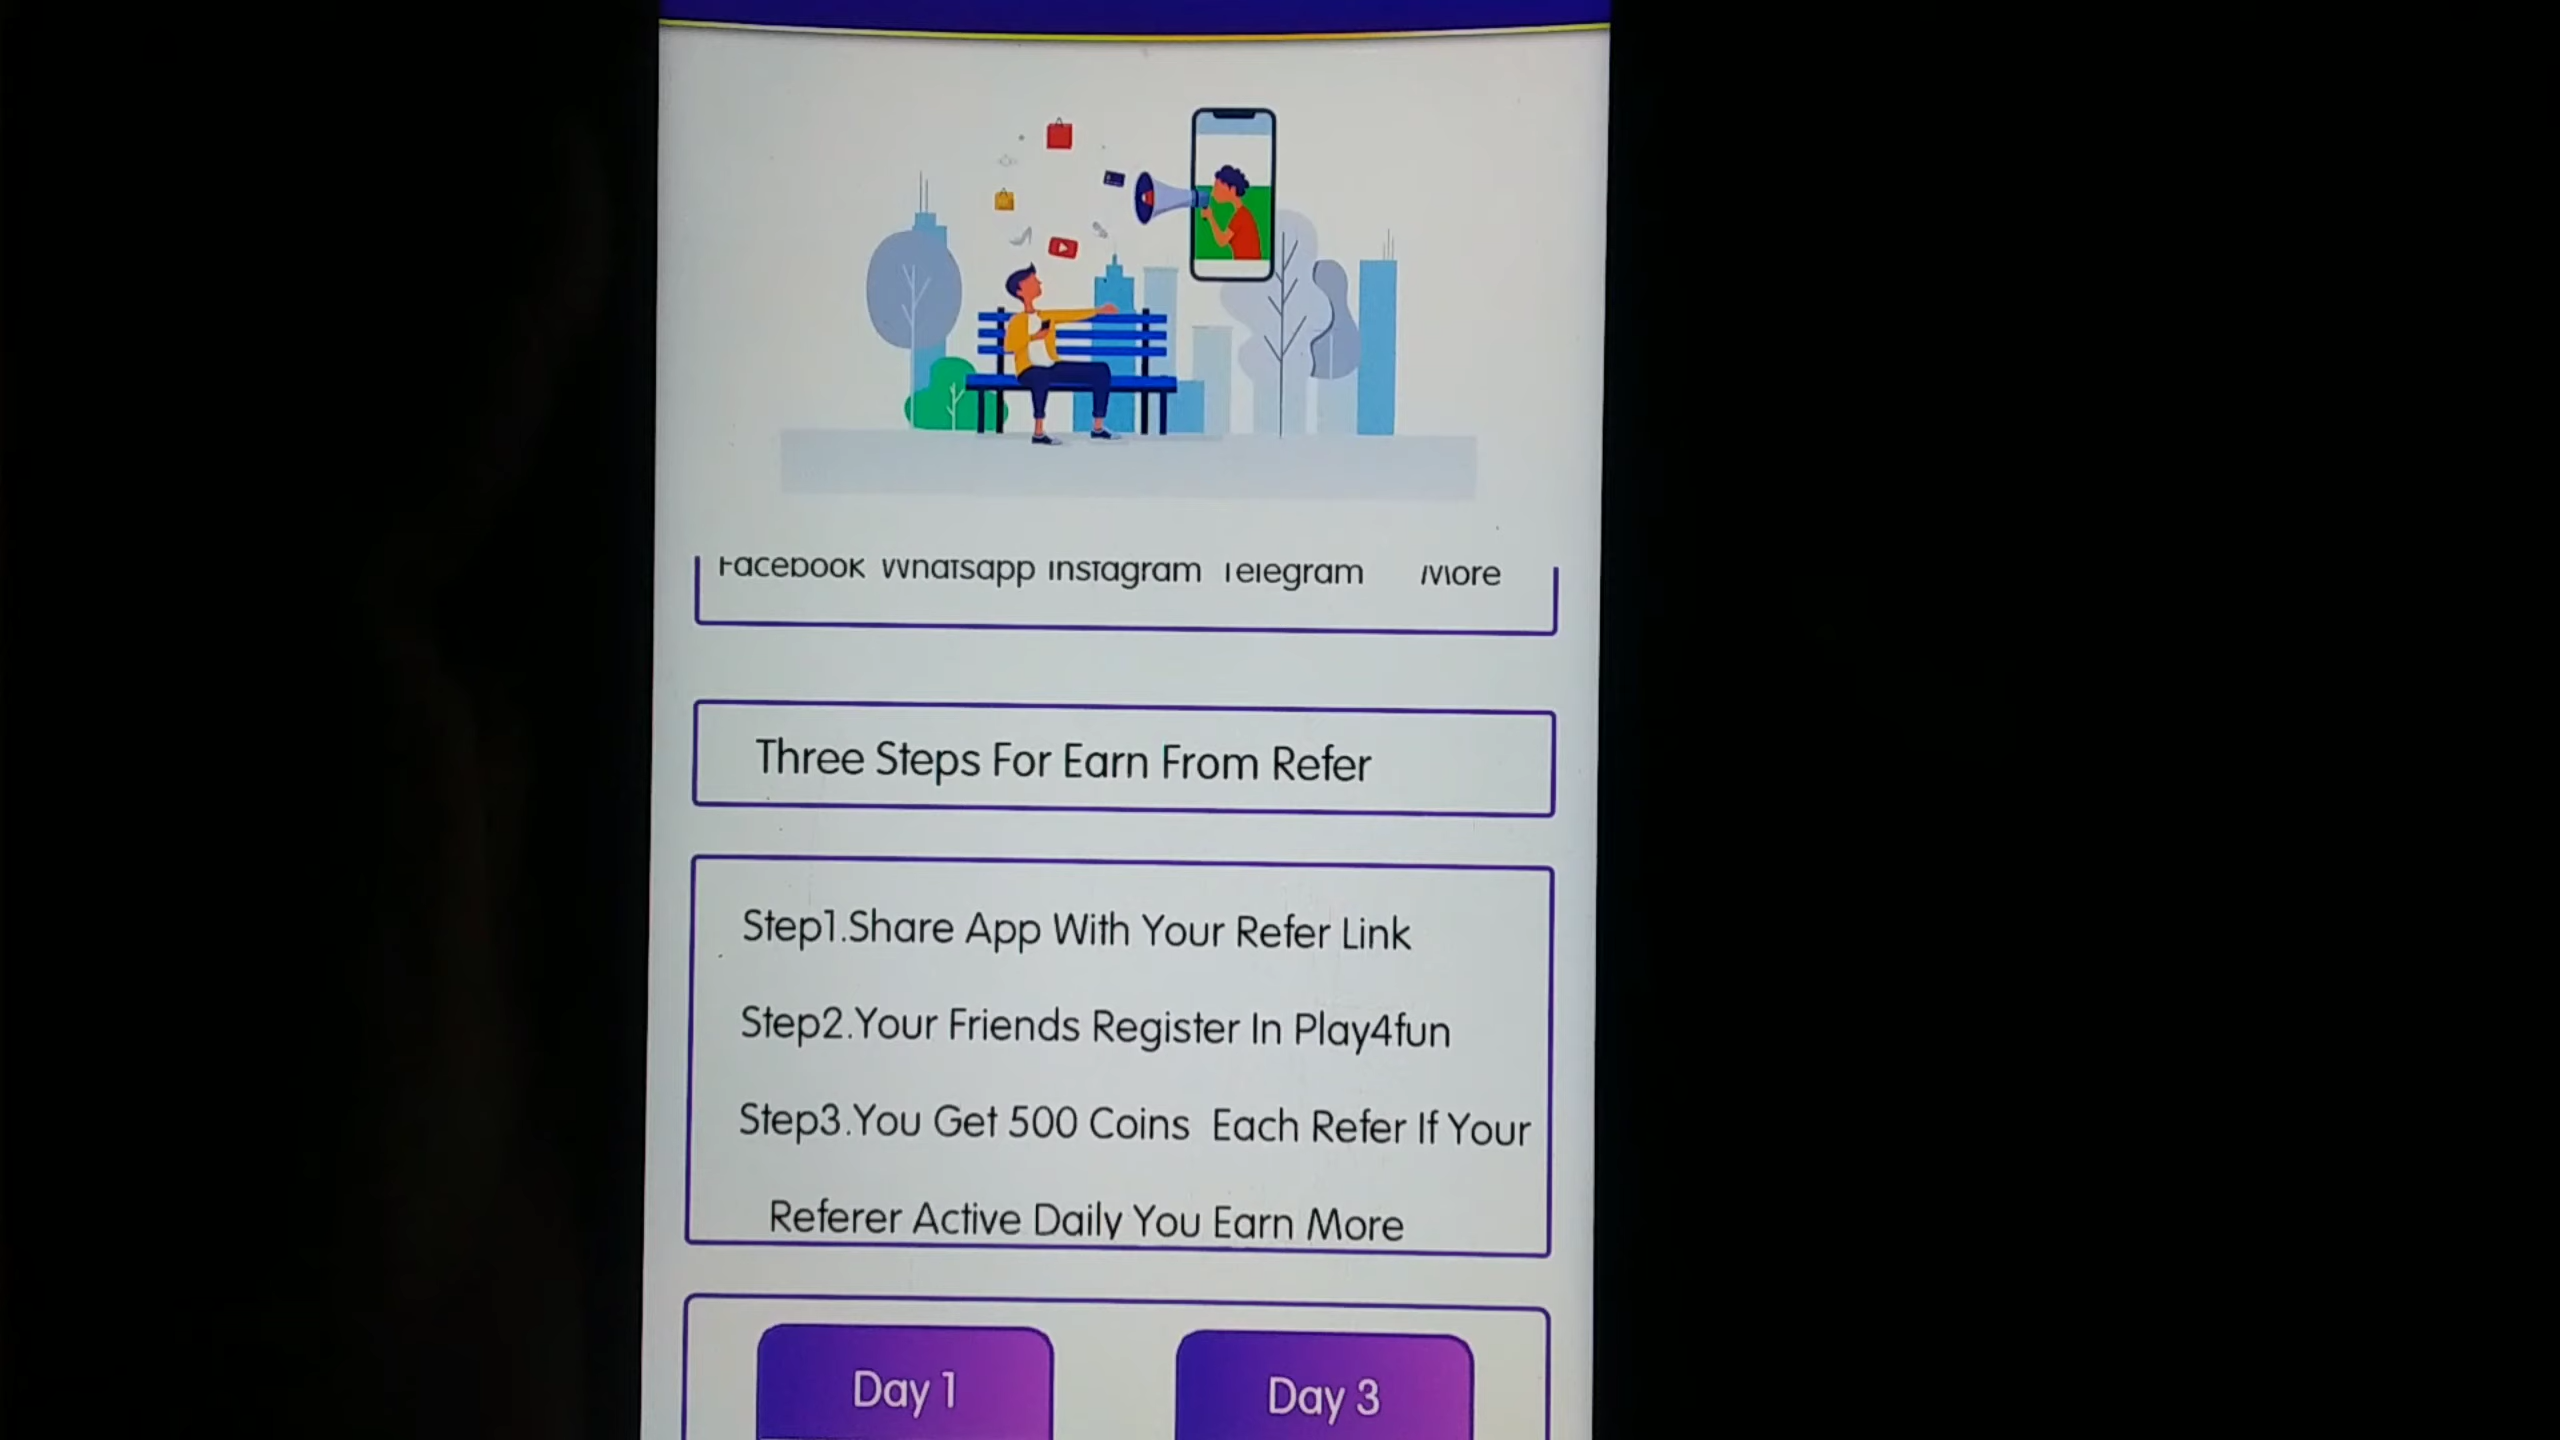 Facebook Whatsapp Instagram Telegram More
Three Steps For Earn From Refer
Step1.Share App With Your Refer Link
Step2.Your Friends Register In Play4fun
Step3.You Get 500 Coins Each Refer If Your
Referer Active Daily You Earn More
Day 1
Day 3